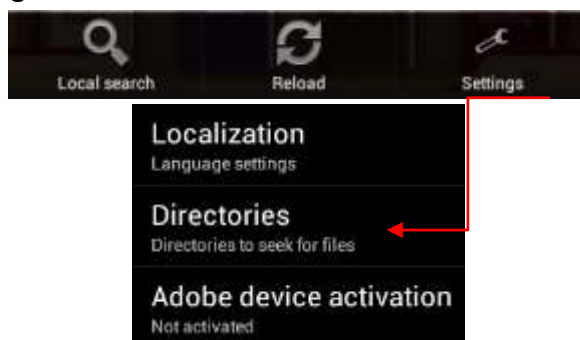 Local search Reload Settings
Localization
Language settings
Directories
Directories to seek for files
Adobe device activation
Not activated